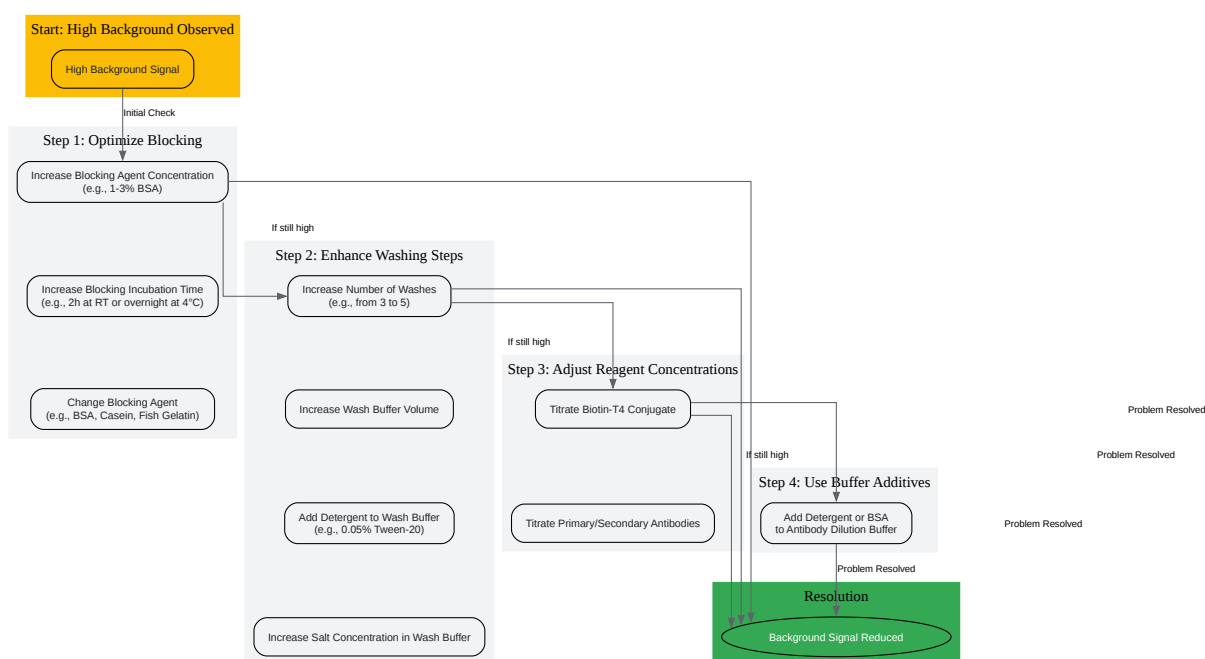 Start: High Background Observed
High Background Signal
Initial Check
Step 1: Optimize Blocking
Increase Blocking Agent Concentration
(e.g., 1-3% BSA)
Increase Blocking Incubation Time
(e.g., 2h at RT or overnight at 4°C)
Change Blocking Agent
(e.g., BSA, Casein, Fish Gelatin)
If still high
Step 2: Enhance Washing Steps
Increase Number of Washes
(e.g., from 3 to 5)
Increase Wash Buffer Volume
Add Detergent to Wash Buffer
(e.g., 0.05% Tween-20)
Increase Salt Concentration in Wash Buffer
If still high
Step 3: Adjust Reagent Concentrations
Titrate Biotin-T4 Conjugate
Titrate Primary/Secondary Antibodies
If still high
Step 4: Use Buffer Additives
Add Detergent or BSA
to Antibody Dilution Buffer
Problem Resolved
Problem Resolved
Problem Resolved
Problem Resolved
Resolution
Background Signal Reduced